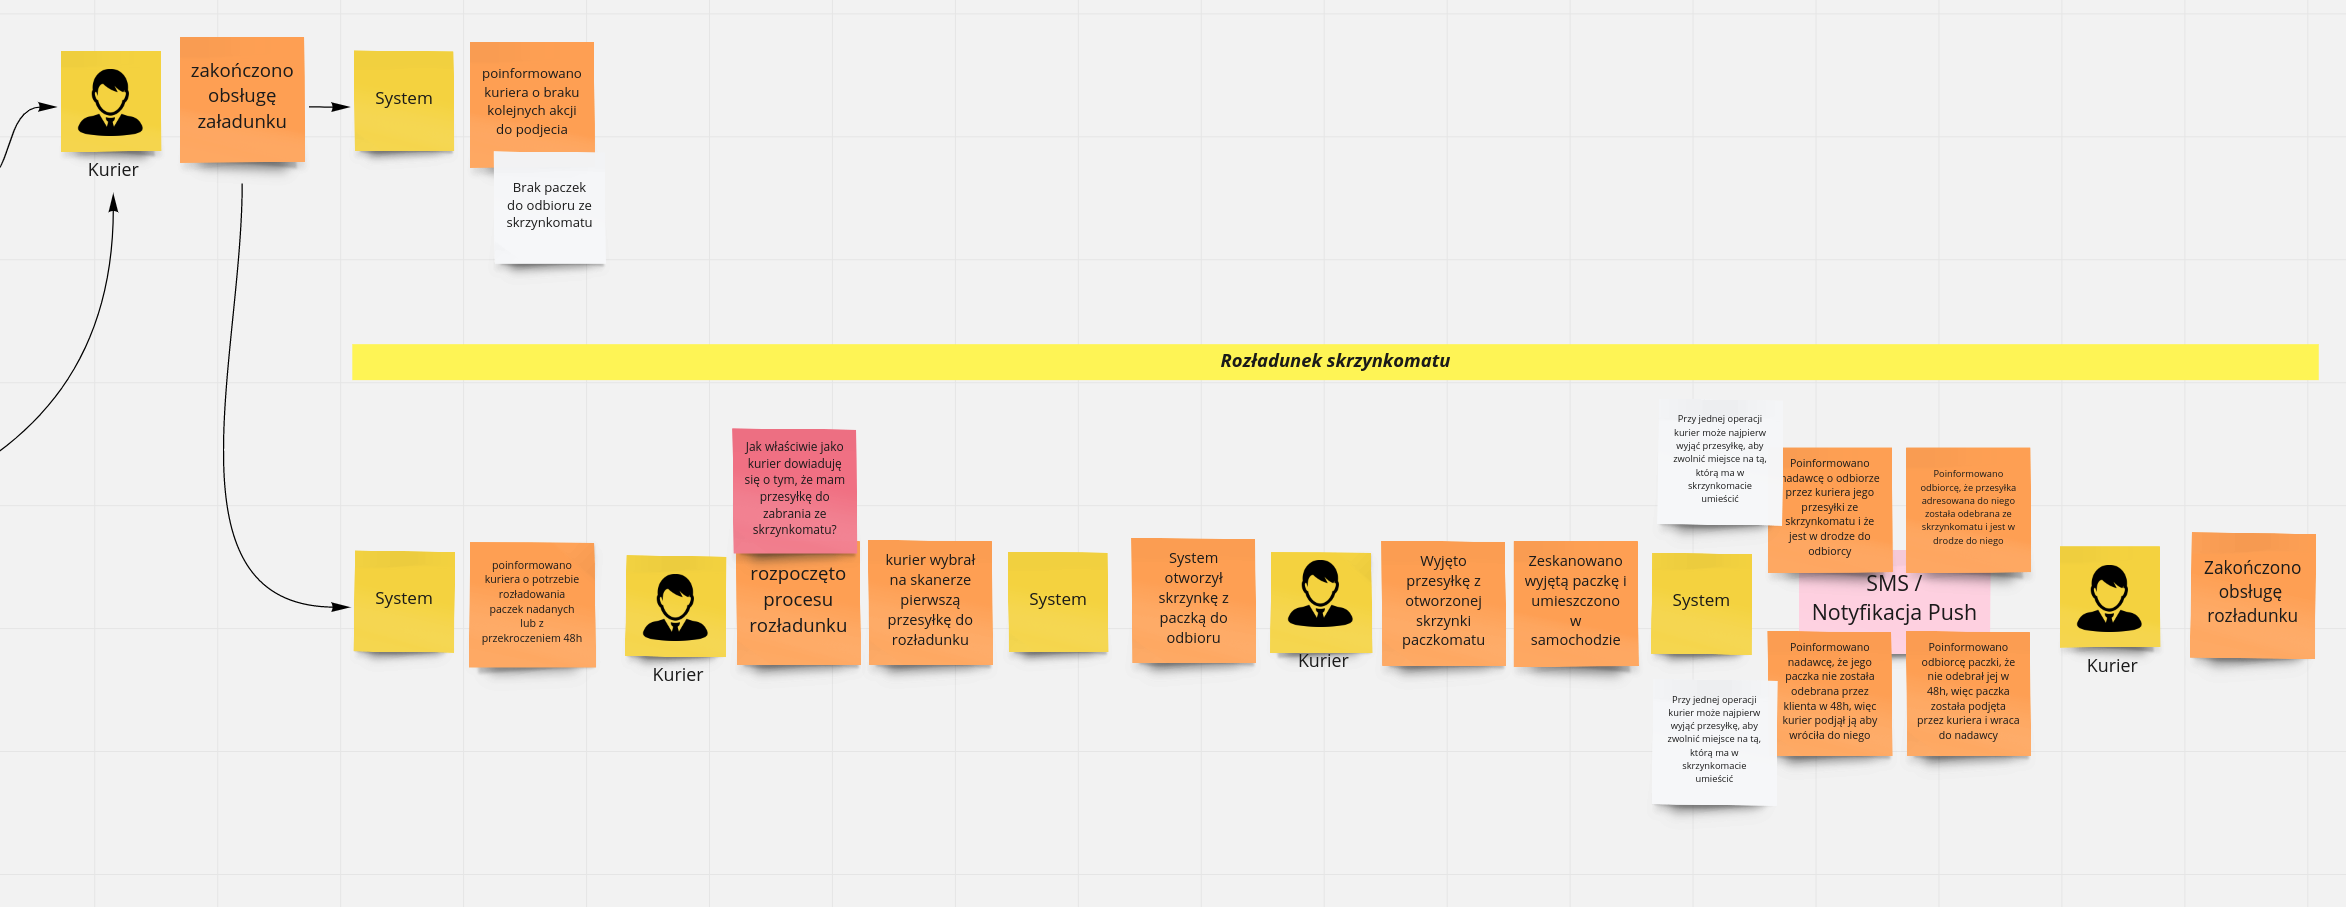 Kurier
zakończono
obsługę
załadunku
System
poinformowano
kuriera o braku
kolejnych akcji
do podjecia
Brak paczek
do odbioru ze
skrzynkomatu
Rozładunek skrzynkomatu
System
poinformowano
kuriera o potrzebie
rozładowania
paczek nadanych
lub z
przekroczeniem 48h
Kurier
Jak właściwie jako
kurier dowiaduję
się o tym, że mam
przesyłkę do
zabrania ze
skrzynkomatu?
rozpoczęto
procesu
rozładunku
kurier wybrał
na skanerze
pierwszą
przesyłkę do
rozładunku
System
System
otworzył
skrzynkę z
paczką do
odbioru
Kurier
Wyjęto
przesyłkę z
otworzonej
skrzynki
paczkomatu
Zeskanowano
wyjętą paczkę i
umieszczono
w
samochodzie
System
Przy jednej operacji
kurier może najpierw
wyjąć przesyłkę, aby
zwolnić miejsce na tą,
którą ma w
skrzynkomacie
umieścić
Poinformowano
nadawcę o odbiorze
przez kuriera jego
przesyłki ze
skrzynkomatu i że
jest w drodze do
odbiorcy
Poinformowano
odbiorcę, że przesyłka
adresowana do niego
została odebrana ze
skrzynkomatu i jest w
drodze do niego
SMS /
Notyfikacja Push
Przy jednej operacji
kurier może najpierw
wyjąć przesyłkę, aby
zwolnić miejsce na tą,
którą ma w
skrzynkomacie
umieścić
Poinformowano
nadawcę, że jego
paczka nie została
odebrana przez
klienta w 48h, więc
kurier podjął ją aby
wróciła do niego
Poinformowano
odbiorcę paczki, że
nie odebrał jej w
48h, więc paczka
została podjęta
przez kuriera i wraca
do nadawcy
Kurier
Zakończono
obsługę
rozładunku